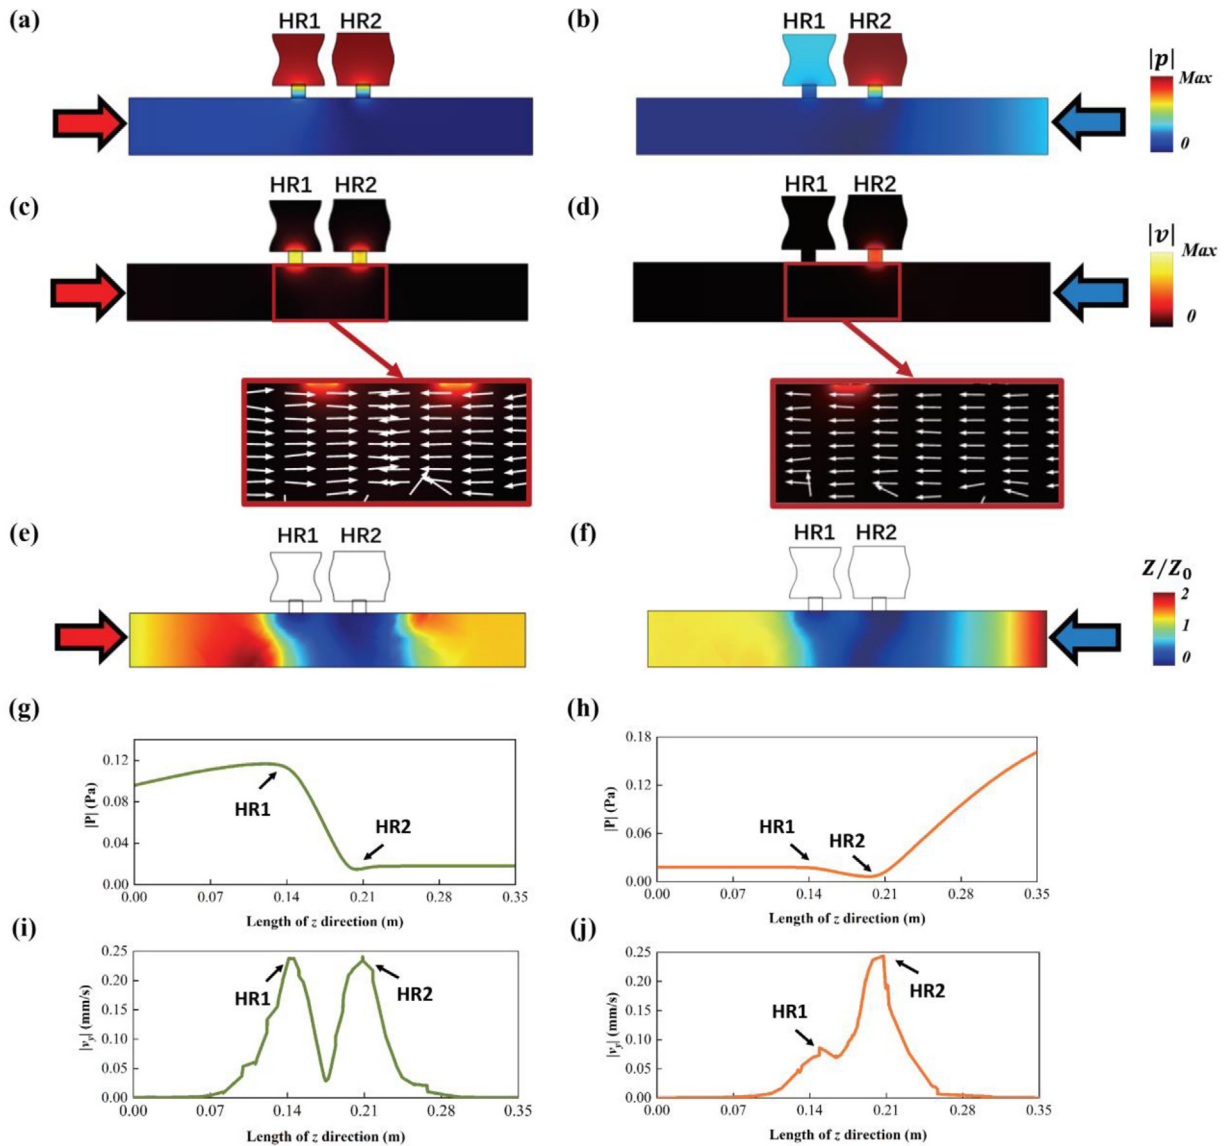 (a)
HR1 HR2
(b)
HR1 HR2
|p|
Max
0
(c)
HR1 HR2
(d)
HR1 HR2
|v|
Max
0
(e)
HR1 HR2
(f)
HR1 HR2
Z/Z0
2
1
0
(g)
|P| (Pa)
0.12
0.08
0.04
0.00
HR1
HR2
0.00 0.07 0.14 0.21 0.28 0.35
Length of z direction (m)
(h)
|P| (Pa)
0.18
0.12
0.06
0.00
HR1
HR2
0.00 0.07 0.14 0.21 0.28 0.35
Length of z direction (m)
(i)
|vy| (mm/s)
0.25
0.20
0.15
0.10
0.05
0.00
HR1
HR2
0.00 0.07 0.14 0.21 0.28 0.35
Length of z direction (m)
(j)
|vy| (mm/s)
0.25
0.20
0.15
0.10
0.05
0.00
HR1
HR2
0.00 0.07 0.14 0.21 0.28 0.35
Length of z direction (m)